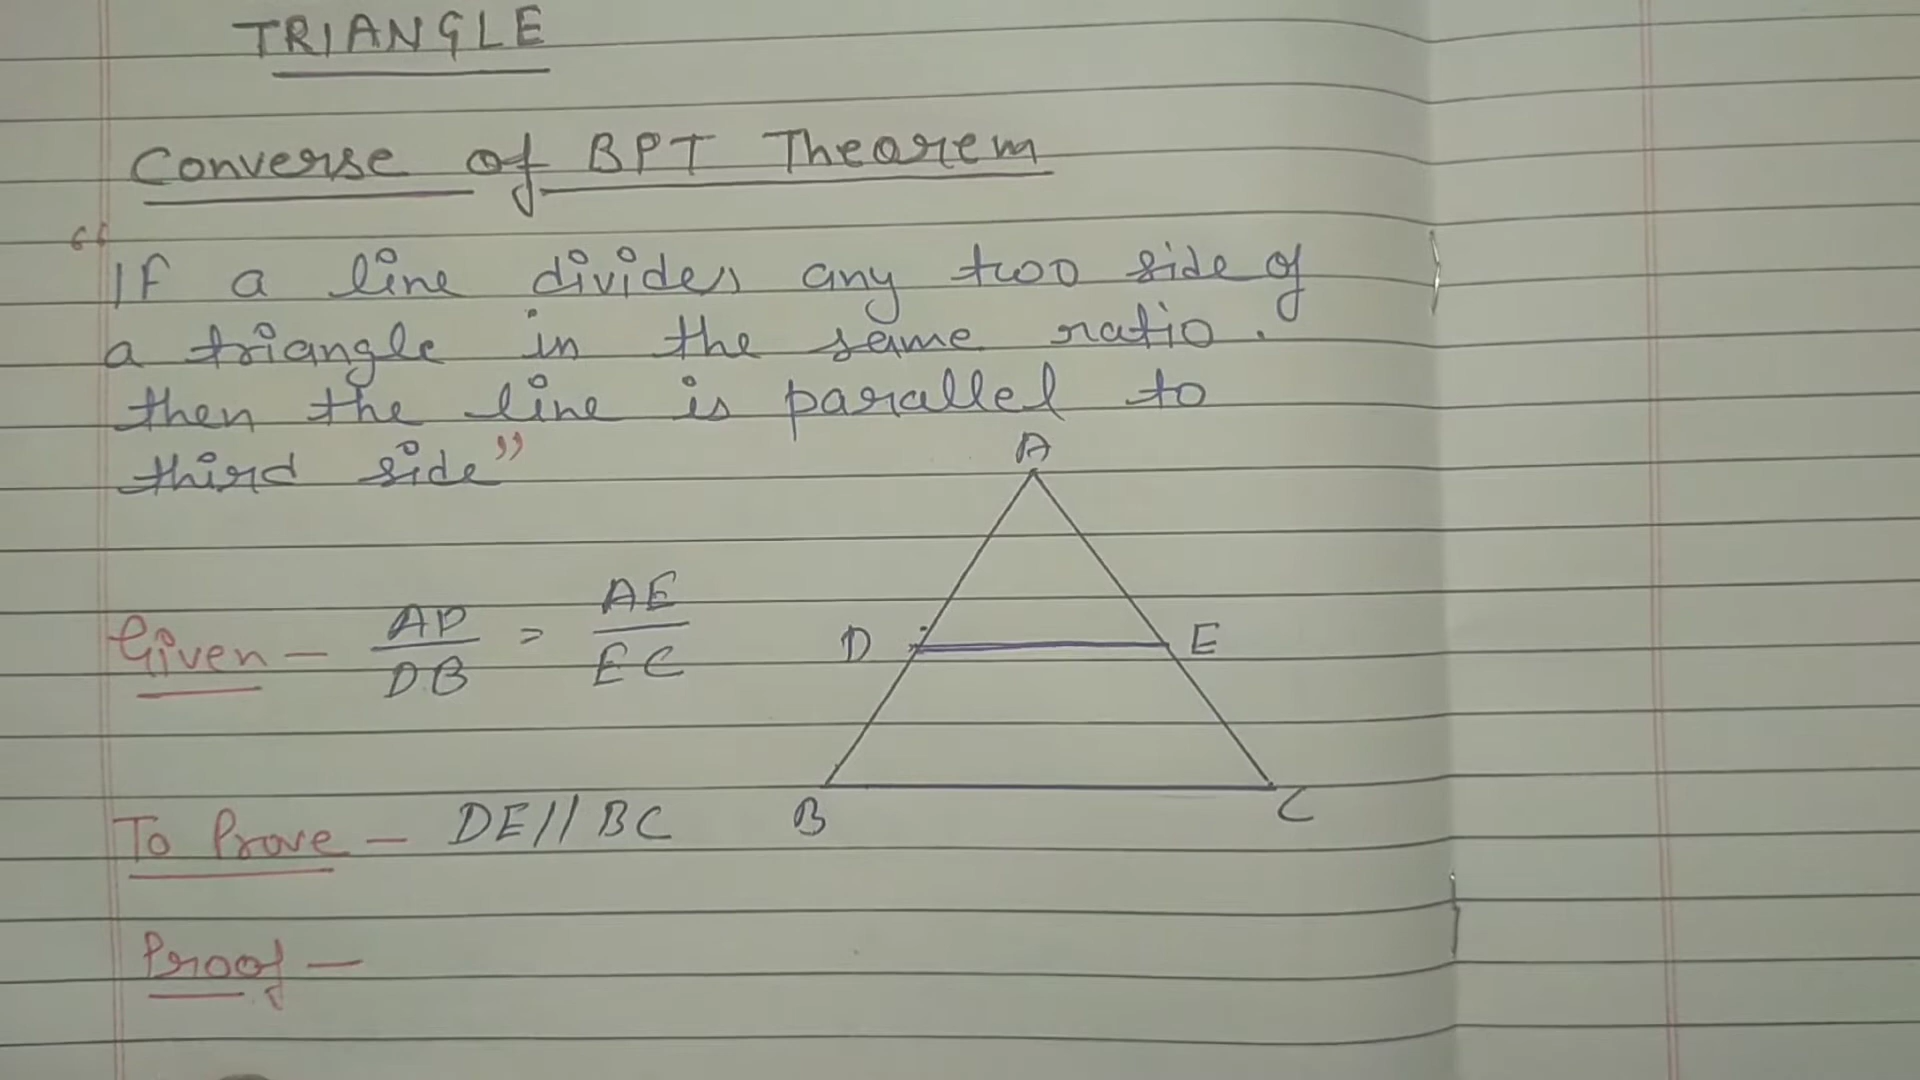 TRIANGLE
Converse of BPT Theorem
“If a line divides any two side of
a triangle in the same ratio.
then the line is parallel to
third side”
A
Given - AD/DB = AE/EC
D E
To Prove - DE//BC
B C
Proof -